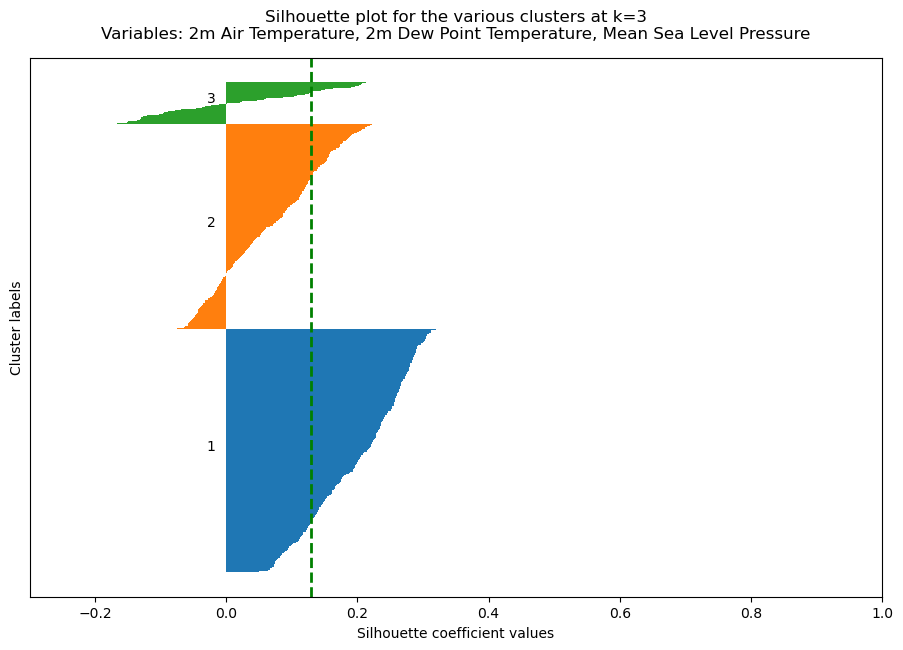 Silhouette plot for the various clusters at k=3
Variables: 2m Air Temperature, 2m Dew Point Temperature, Mean Sea Level Pressure
3
2
1
Cluster labels
−0.2 0.0 0.2 0.4 0.6 0.8 1.0
Silhouette coefficient values